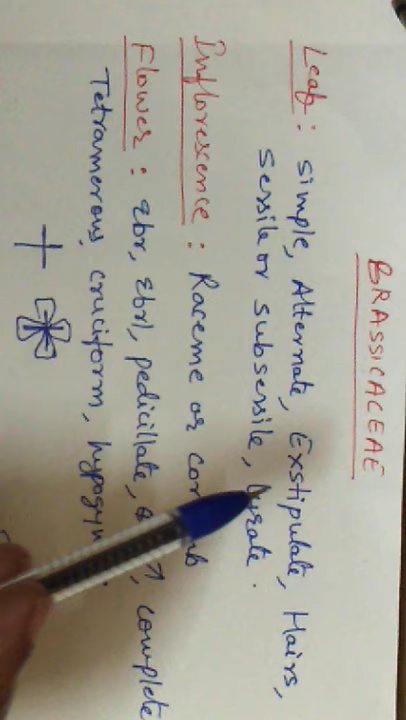 BRASSICACEAE
Leaf: Simple, Alternate, Exstipulate, Hairs,
Sessile or subsessile, Lyrate.
Inflorescence: Raceme or
Flower: Ebr, Ebrl, pedicillate, complete
Tetramerous, cruciform,